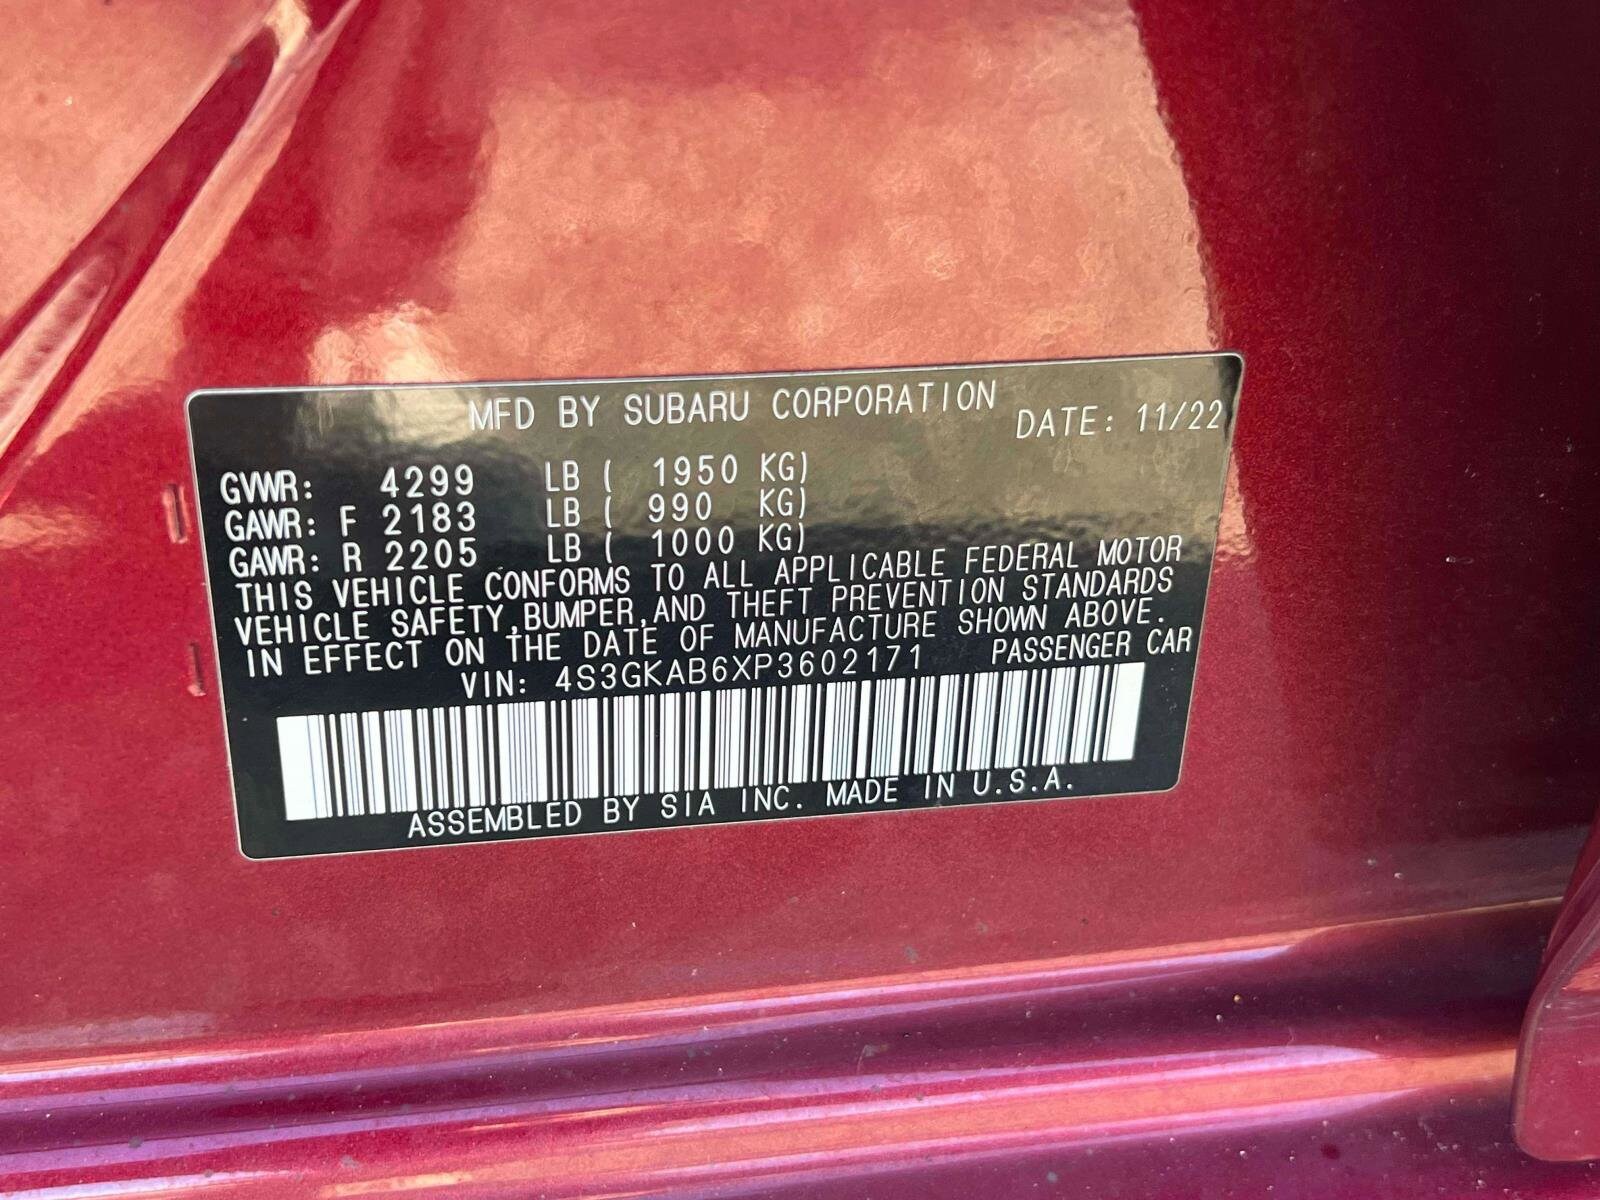 MFD BY SUBARU CORPORATION DATE: 11/22
GVWR: 4299 LB ( 1950 KG)
GAWR: F 2183 LB ( 990 KG)
GAWR: R 2205 LB ( 1000 KG)
THIS VEHICLE CONFORMS TO ALL APPLICABLE FEDERAL MOTOR
VEHICLE SAFETY,BUMPER,AND THEFT PREVENTION STANDARDS
IN EFFECT ON THE DATE OF MANUFACTURE SHOWN ABOVE.
VIN: 4S3GKAB6XP3602171 PASSENGER CAR
ASSEMBLED BY SIA INC. MADE IN U.S.A.